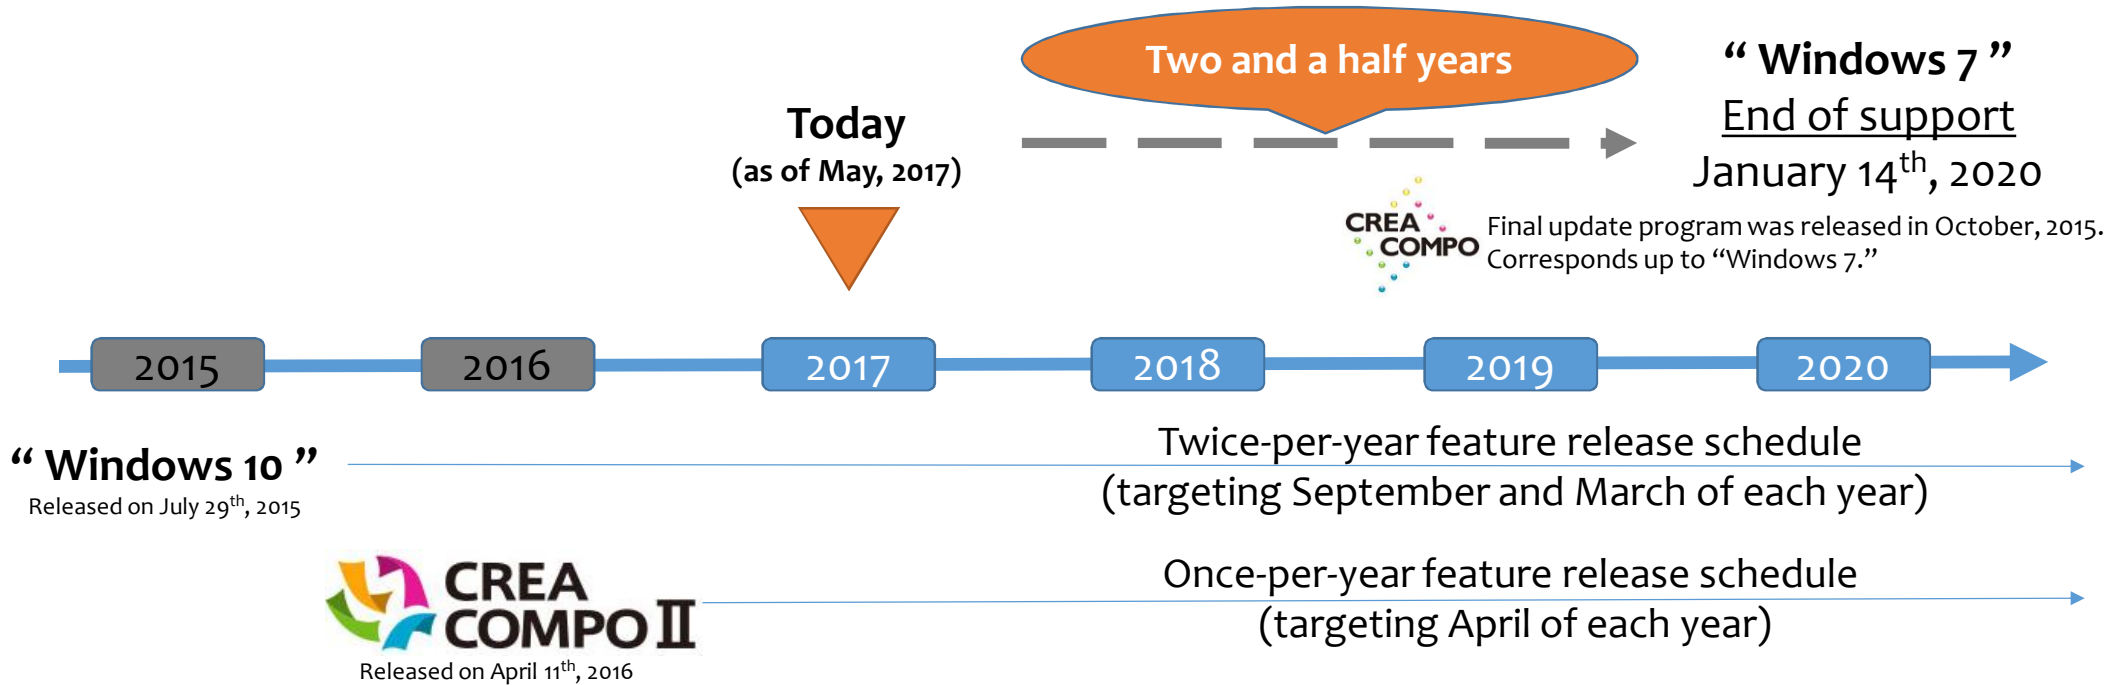 Two and a half years
“ Windows 7 ”
End of support
January 14th, 2020
Today
(as of May, 2017)
CREA
COMPO
Final update program was released in October, 2015.
Corresponds up to “Windows 7.”
2015
2016
2017
2018
2019
2020
“ Windows 10 ”
Released on July 29th, 2015
Twice-per-year feature release schedule
(targeting September and March of each year)
CREA
COMPO II
Released on April 11th, 2016
Once-per-year feature release schedule
(targeting April of each year)